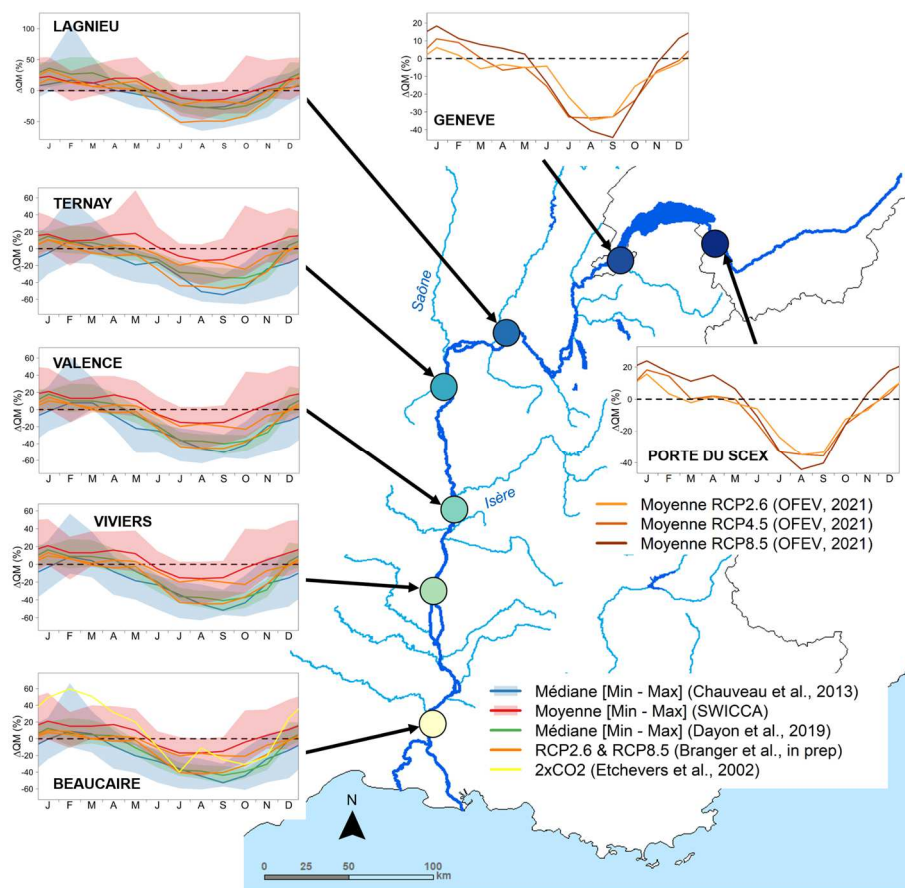 LAGNIEU
ΔQM (%)
100
50
0
-50
J F M A M J J A S O N D
TERNAY
ΔQM (%)
60
40
20
0
-20
-40
-60
J F M A M J J A S O N D
VALENCE
ΔQM (%)
60
40
20
0
-20
-40
-60
J F M A M J J A S O N D
VIVIERS
ΔQM (%)
60
40
20
0
-20
-40
-60
J F M A M J J A S O N D
BEAUCAIRE
ΔQM (%)
60
40
20
0
-20
-40
-60
J F M A M J J A S O N D
GENEVE
ΔQM (%)
20
10
0
-10
-20
-30
-40
J F M A M J J A S O N D
Saône
Isère
PORTE DU SCEX
ΔQM (%)
20
0
-20
-40
J F M A M J J A S O N D
Moyenne RCP2.6 (OFEV, 2021)
Moyenne RCP4.5 (OFEV, 2021)
Moyenne RCP8.5 (OFEV, 2021)
Médiane [Min - Max] (Chauveau et al., 2013)
Moyenne [Min - Max] (SWICCA)
Médiane [Min - Max] (Dayon et al., 2019)
RCP2.6 & RCP8.5 (Branger et al., in prep)
2xCO2 (Etchevers et al., 2002)
N
0 25 50 100
km